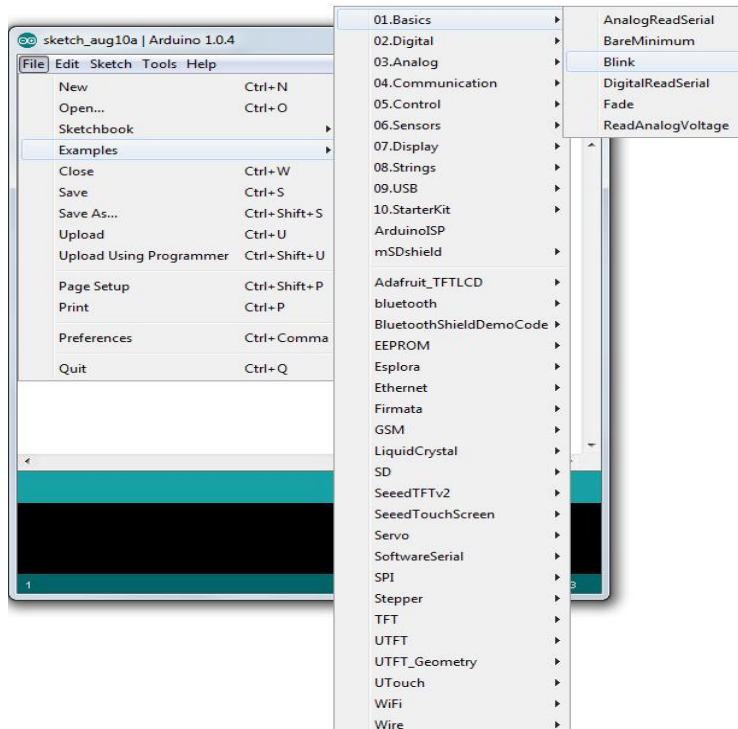 sketch_aug10a | Arduino 1.0.4
File Edit Sketch Tools Help
New Ctrl+N
Open... Ctrl+O
Sketchbook
Examples
Close Ctrl+W
Save Ctrl+S
Save As... Ctrl+Shift+S
Upload Ctrl+U
Upload Using Programmer Ctrl+Shift+U
Page Setup Ctrl+Shift+P
Print Ctrl+P
Preferences Ctrl+Comma
Quit Ctrl+Q
1
01.Basics
02.Digital
03.Analog
04.Communication
05.Control
06.Sensors
07.Display
08.Strings
09.USB
10.StarterKit
ArduinoISP
mSDshield
Adafruit_TFTLCD
bluetooth
BluetoothShieldDemoCode
EEPROM
Esplora
Ethernet
Firmata
GSM
LiquidCrystal
SD
SeeedTFTv2
SeeedTouchScreen
Servo
SoftwareSerial
SPI
Stepper
TFT
UTFT
UTFT_Geometry
UTouch
WiFi
Wire
AnalogReadSerial
BareMinimum
Blink
DigitalReadSerial
Fade
ReadAnalogVoltage